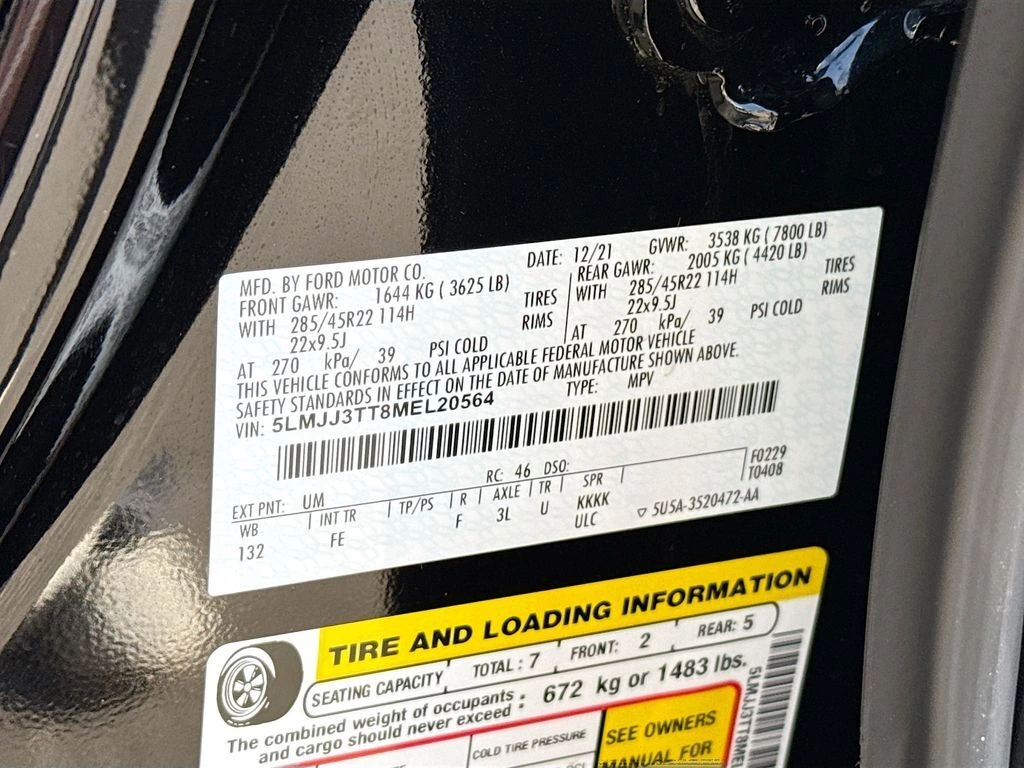 MFD. BY FORD MOTOR CO. DATE: 12/21 GVWR: 3538 KG ( 7800 LB)
FRONT GAWR: 1644 KG ( 3625 LB) REAR GAWR: 2005 KG ( 4420 LB)
WITH 285/45R22 114H TIRES WITH 285/45R22 114H TIRES
22x9.5J RIMS 22x9.5J RIMS
AT 270 kPa/ 39 PSI COLD AT 270 kPa/ 39 PSI COLD
THIS VEHICLE CONFORMS TO ALL APPLICABLE FEDERAL MOTOR VEHICLE
SAFETY STANDARDS IN EFFECT ON THE DATE OF MANUFACTURE SHOWN ABOVE.
VIN: 5LMJJ3TT8MEL20564 TYPE: MPV
EXT PNT: UM RC: 46 DSO: F0229
WB INT TR TP/PS R AXLE TR SPR T0408
132 FE F 3L U KKKK
ULC ▽ 5U5A-3520472-AA
TIRE AND LOADING INFORMATION
SEATING CAPACITY TOTAL : 7 FRONT: 2 REAR: 5
The combined weight of occupants : 672 kg or 1483 lbs.
and cargo should never exceed :
COLD TIRE PRESSURE SEE OWNERS
MANUAL FOR